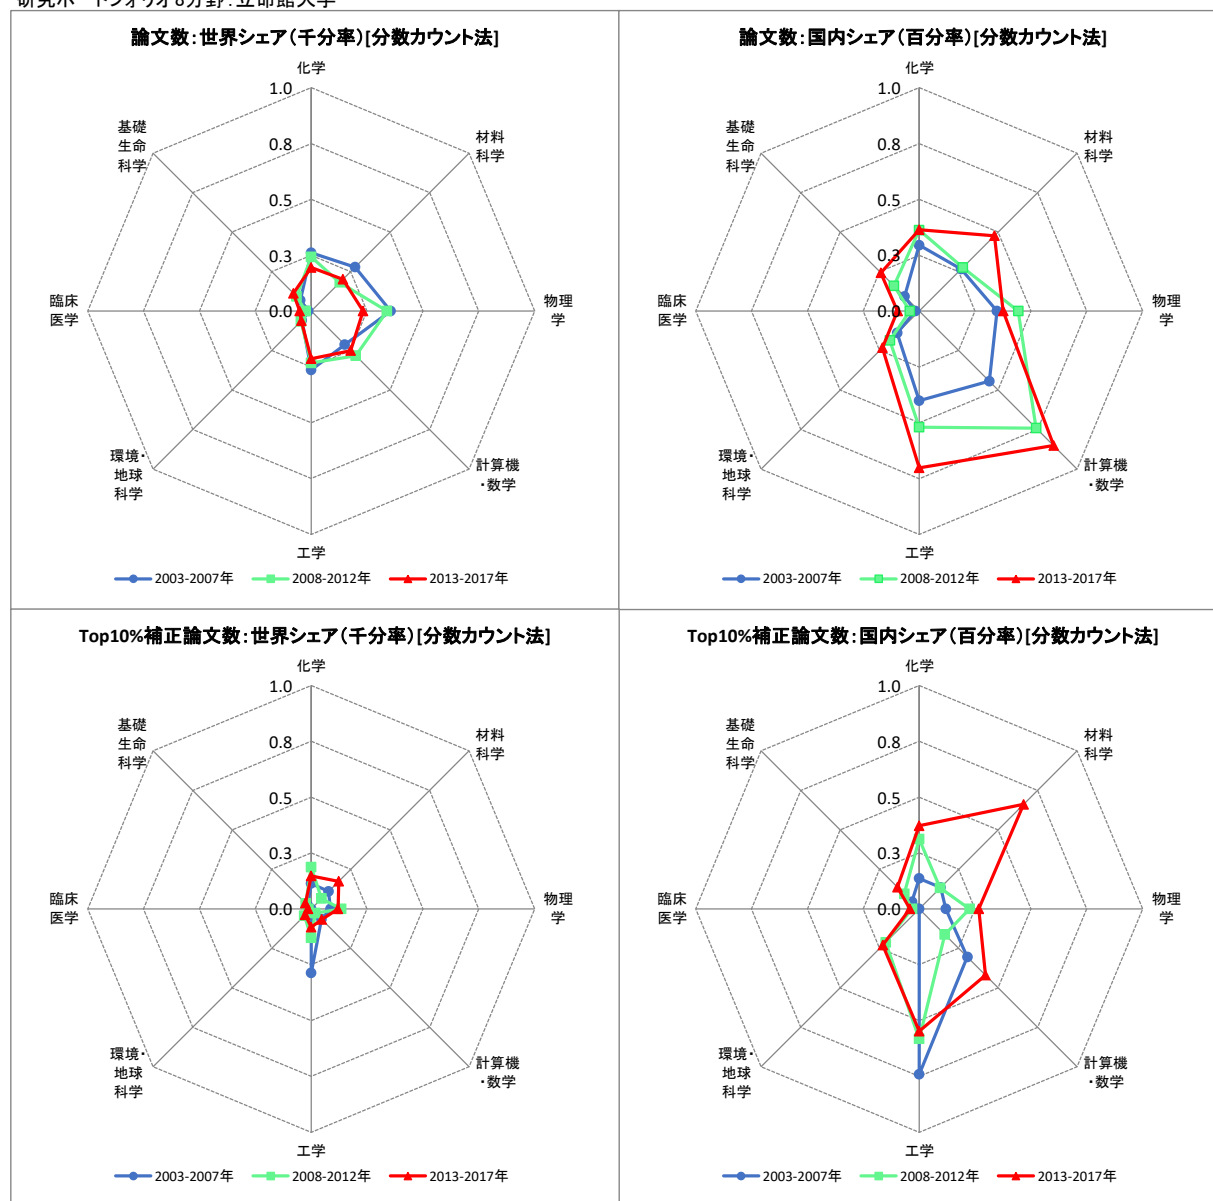 研究ポートフォリオ8分野:立命館大学
論文数:世界シェア(千分率)[分数カウント法]
化学
1.0
0.8
0.5
0.3
0.0
材料
科学
物理
学
計算機
・数学
工学
環境・
地球
科学
臨床
医学
基礎
生命
科学
2003-2007年
2008-2012年
2013-2017年
論文数:国内シェア(百分率)[分数カウント法]
化学
1.0
0.8
0.5
0.3
0.0
材料
科学
物理
学
計算機
・数学
工学
環境・
地球
科学
臨床
医学
基礎
生命
科学
2003-2007年
2008-2012年
2013-2017年
Top10%補正論文数:世界シェア(千分率)[分数カウント法]
化学
1.0
0.8
0.5
0.3
0.0
材料
科学
物理
学
計算機
・数学
工学
環境・
地球
科学
臨床
医学
基礎
生命
科学
2003-2007年
2008-2012年
2013-2017年
Top10%補正論文数:国内シェア(百分率)[分数カウント法]
化学
1.0
0.8
0.5
0.3
0.0
材料
科学
物理
学
計算機
・数学
工学
環境・
地球
科学
臨床
医学
基礎
生命
科学
2003-2007年
2008-2012年
2013-2017年